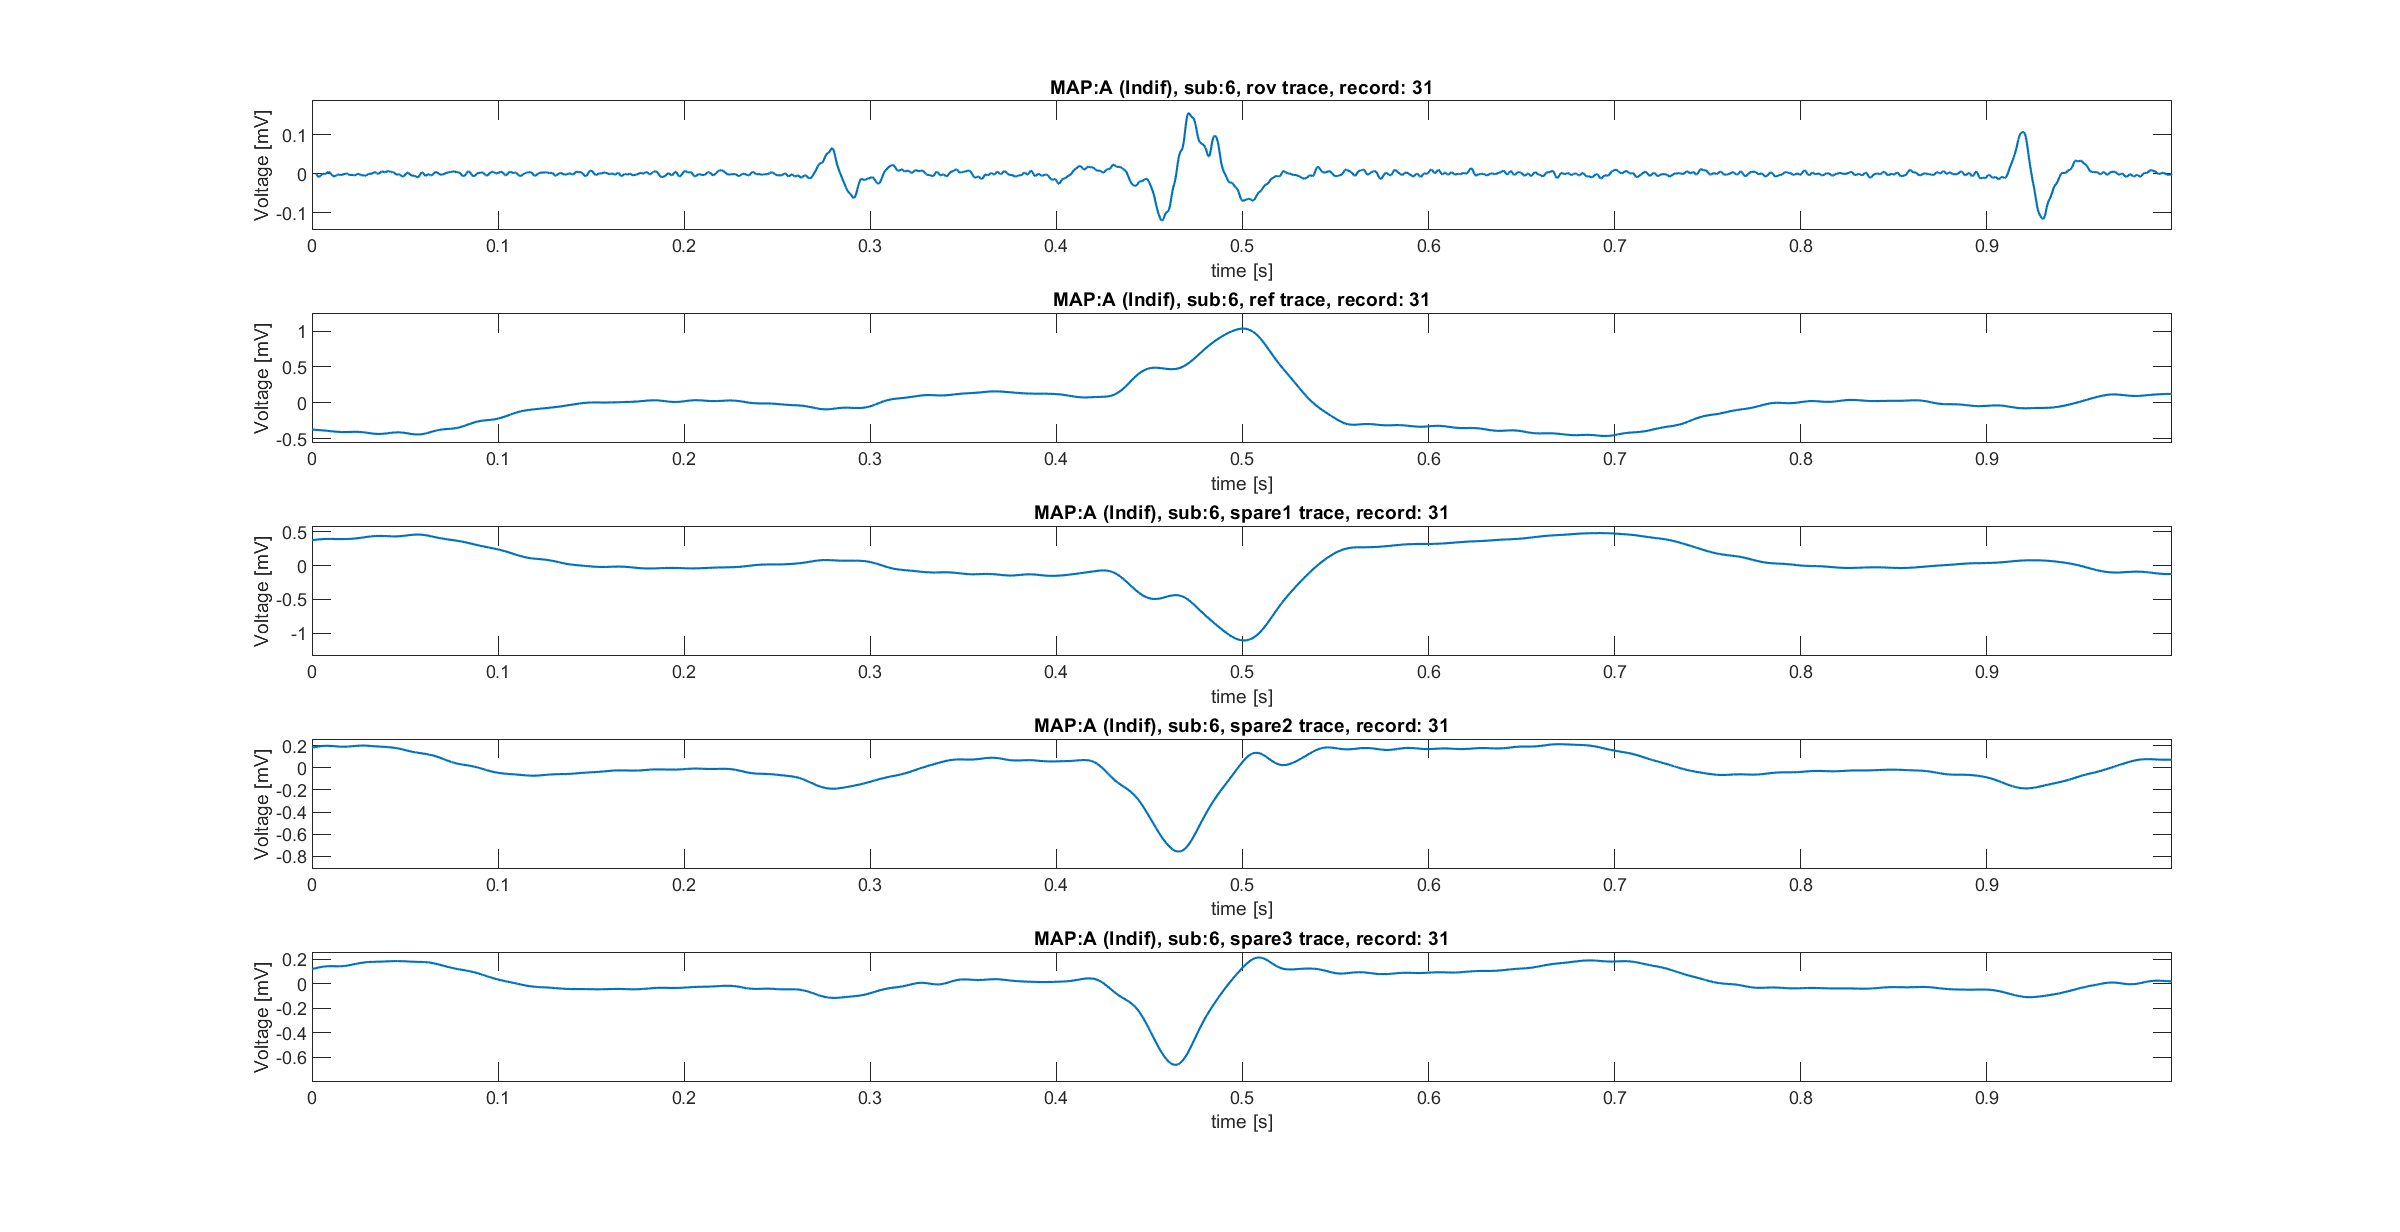 MAP:A (Indif), sub:6, rov trace, record: 31
Voltage [mV]
0.1
0
-0.1
0 0.1 0.2 0.3 0.4 0.5 0.6 0.7 0.8 0.9
time [s]
MAP:A (Indif), sub:6, ref trace, record: 31
Voltage [mV]
1
0.5
0
-0.5
0 0.1 0.2 0.3 0.4 0.5 0.6 0.7 0.8 0.9
time [s]
MAP:A (Indif), sub:6, spare1 trace, record: 31
Voltage [mV]
0.5
0
-0.5
-1
0 0.1 0.2 0.3 0.4 0.5 0.6 0.7 0.8 0.9
time [s]
MAP:A (Indif), sub:6, spare2 trace, record: 31
Voltage [mV]
0.2
0
-0.2
-0.4
-0.6
-0.8
0 0.1 0.2 0.3 0.4 0.5 0.6 0.7 0.8 0.9
time [s]
MAP:A (Indif), sub:6, spare3 trace, record: 31
Voltage [mV]
0.2
0
-0.2
-0.4
-0.6
0 0.1 0.2 0.3 0.4 0.5 0.6 0.7 0.8 0.9
time [s]